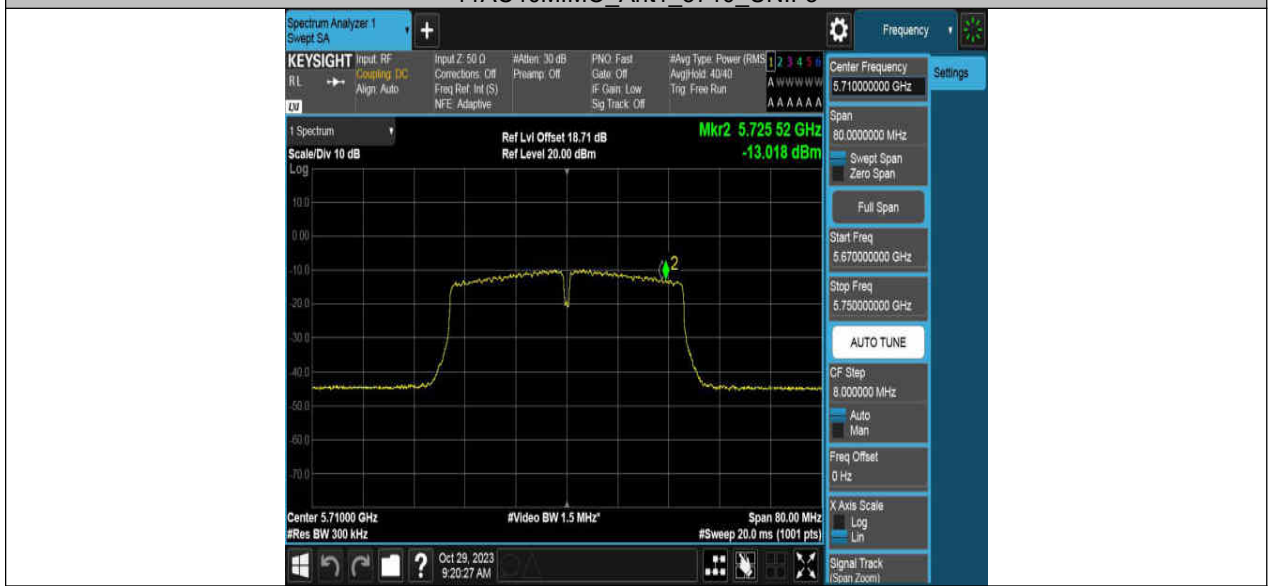 11AC40MIMO_Ant1_5710_UNII-3
Spectrum Analyzer 1
Swept SA
+
Frequency
KEYSIGHT
RL
LXI
Input: RF
Coupling: DC
Align: Auto
Input Z: 50 Ω
Corrections: Off
Freq Ref: Int (S)
NFE: Adaptive
#Atten: 30 dB
Preamp: Off
PNO: Fast
Gate: Off
IF Gain: Low
Sig Track: Off
#Avg Type: Power (RMS
Avg|Hold: 40/40
Trig: Free Run
1 2 3 4 5 6
A W W W W W
A A A A A A
Center Frequency
5.710000000 GHz
Settings
Span
80.0000000 MHz
Swept Span
Zero Span
Full Span
Start Freq
5.670000000 GHz
Stop Freq
5.750000000 GHz
AUTO TUNE
CF Step
8.000000 MHz
Auto
Man
Freq Offset
0 Hz
X Axis Scale
Log
Lin
Signal Track
(Span Zoom)
1 Spectrum
Scale/Div 10 dB
Log
Ref Lvl Offset 18.71 dB
Ref Level 20.00 dBm
Mkr2 5.725 52 GHz
-13.018 dBm
10.0
0.00
-10.0
-20.0
-30.0
-40.0
-50.0
-60.0
-70.0
2
Center 5.71000 GHz
#Res BW 300 kHz
#Video BW 1.5 MHz*
Span 80.00 MHz
#Sweep 20.0 ms (1001 pts)
?
Oct 29, 2023
9:20:27 AM